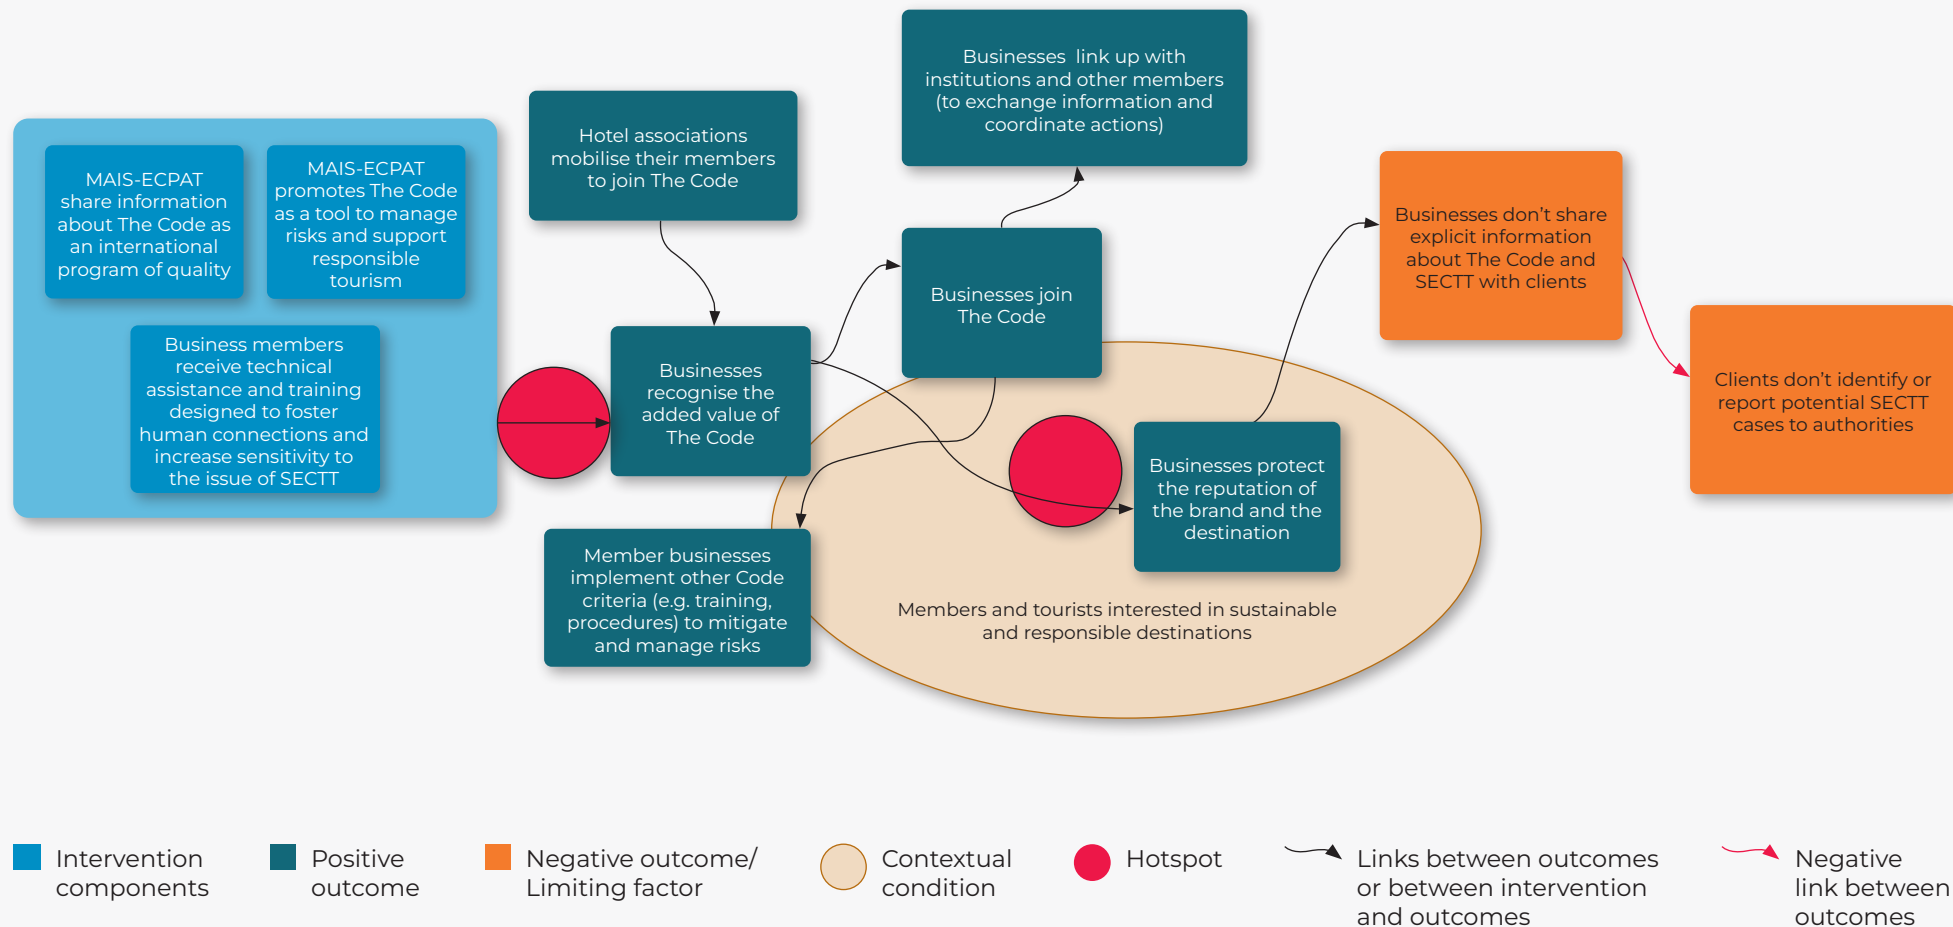 MAIS-ECPAT
share information
about The Code as
an international
program of quality
MAIS-ECPAT
promotes The Code
as a tool to manage
risks and support
responsible
tourism
Business members
receive technical
assistance and training
designed to foster
human connections and
increase sensitivity to
the issue of SECTT
Hotel associations
mobilise their members
to join The Code
Businesses
recognise the
added value of
The Code
Member businesses
implement other Code
criteria (e.g. training,
procedures) to mitigate
and manage risks
Businesses link up with
institutions and other members
(to exchange information and
coordinate actions)
Businesses join
The Code
Businesses protect
the reputation of
the brand and the
destination
Members and tourists interested in sustainable
and responsible destinations
Businesses don’t share
explicit information
about The Code and
SECTT with clients
Clients don’t identify or
report potential SECTT
cases to authorities
Intervention
components
Positive
outcome
Negative outcome/
Limiting factor
Contextual
condition
Hotspot
Links between outcomes
or between intervention
and outcomes
Negative
link between
outcomes